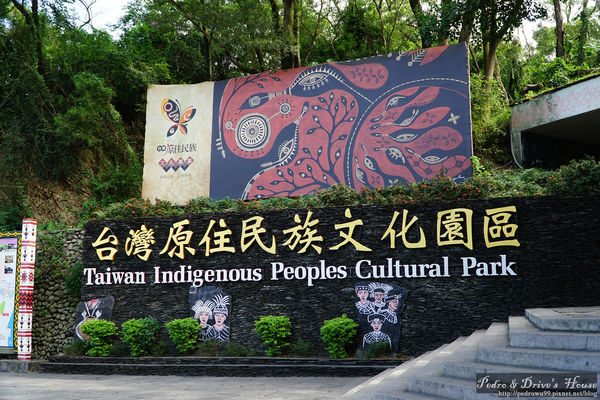 原住民族
台灣原住民族文化園區
Taiwan Indigenous Peoples Cultural Park
Pedro & Drive's House
http://pedrowu99.pixnet.net/blog